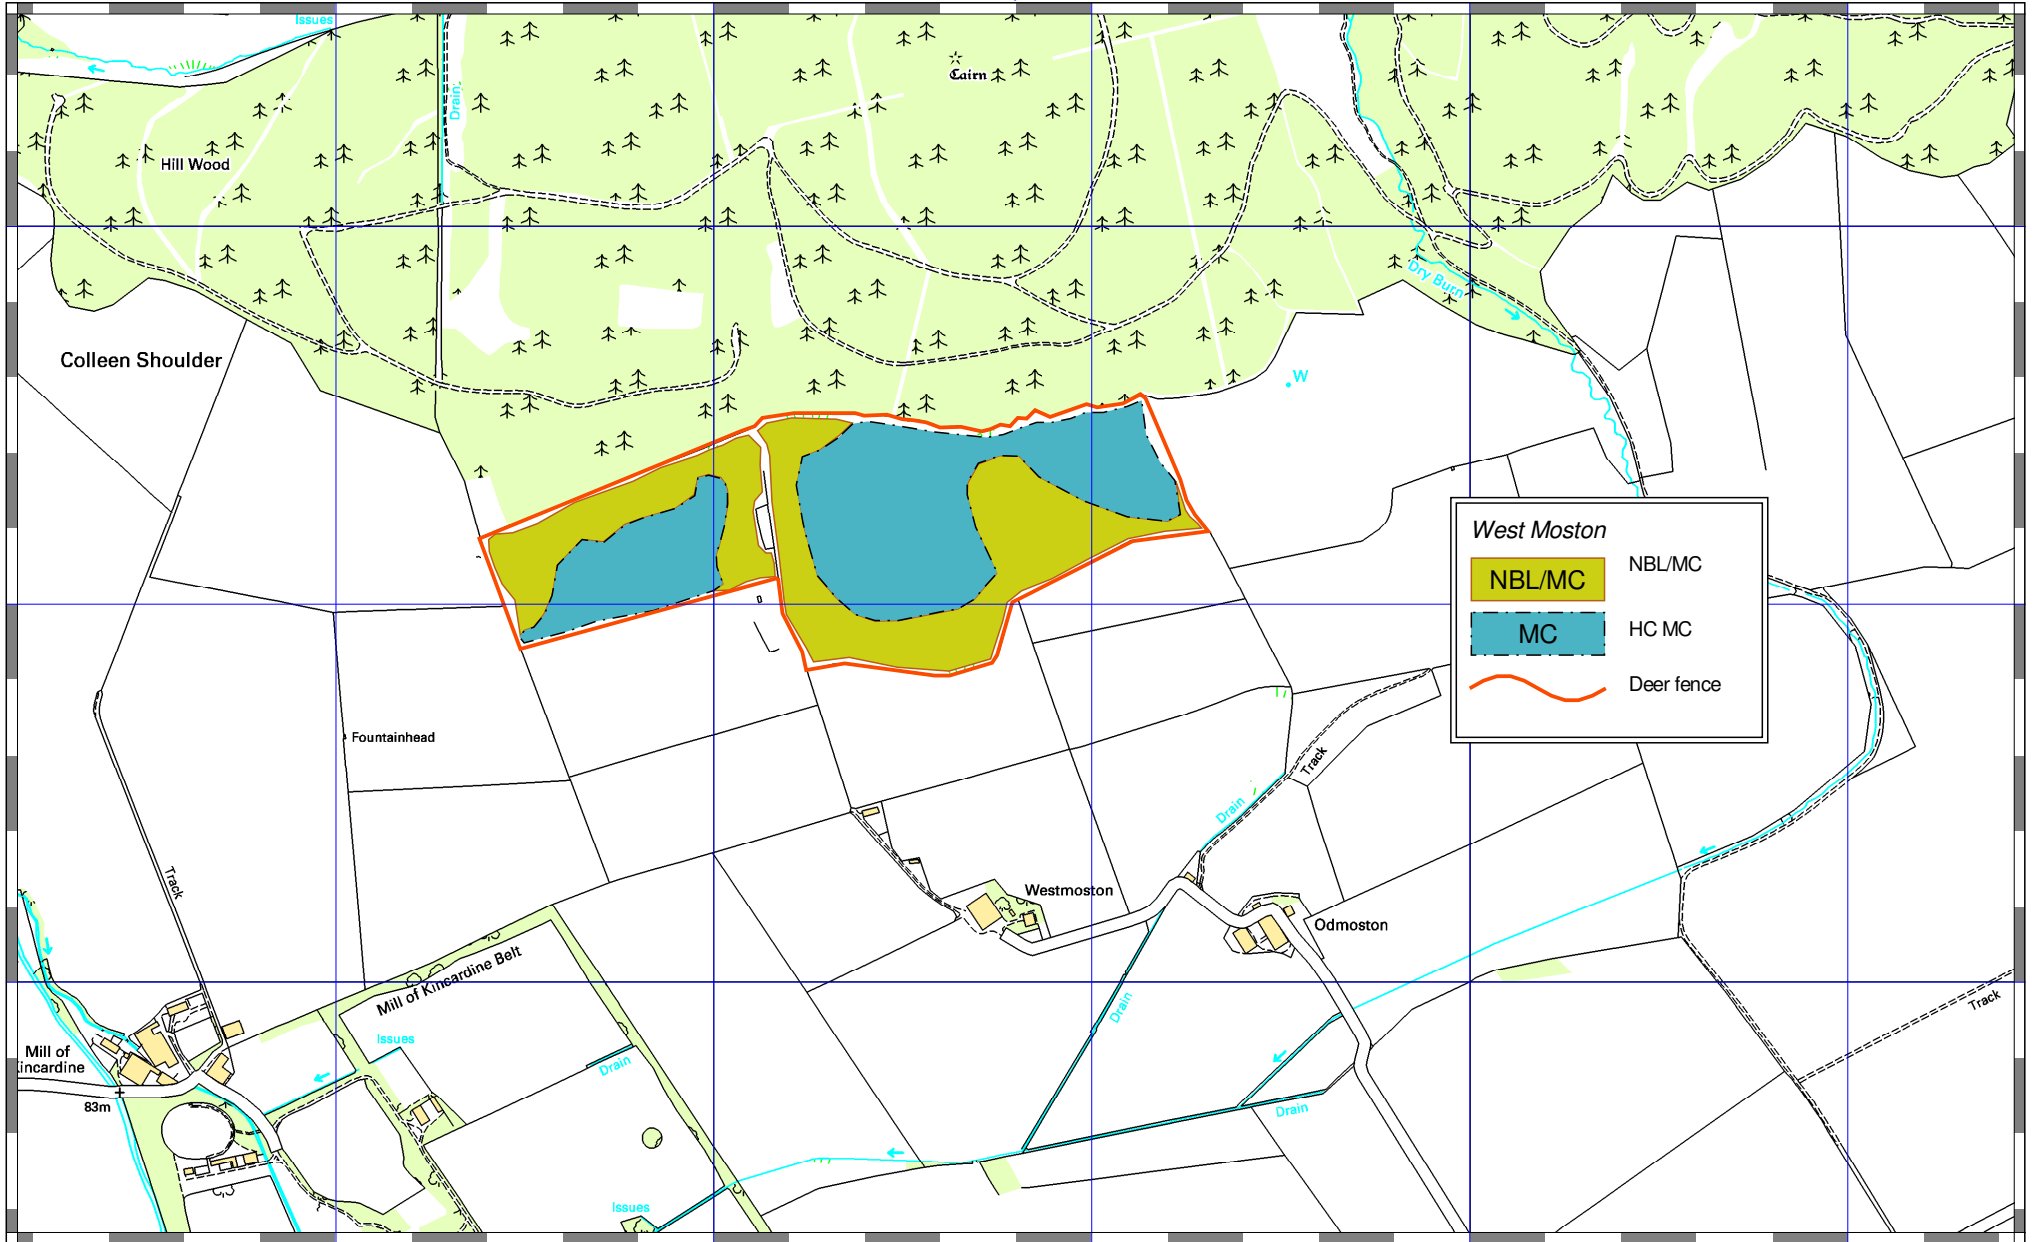 Issues
Drain
Cairn
Hill Wood
Dry Burn
Colleen Shoulder
W
West Moston
NBL/MC
NBL/MC
MC
HC MC
Deer fence
Fountainhead
Track
Drain
Track
Westmoston
Odmoston
Mill of Kincardine Belt
Drain
Track
Issues
Mill of
Kincardine
Drain
83m
Drain
Issues